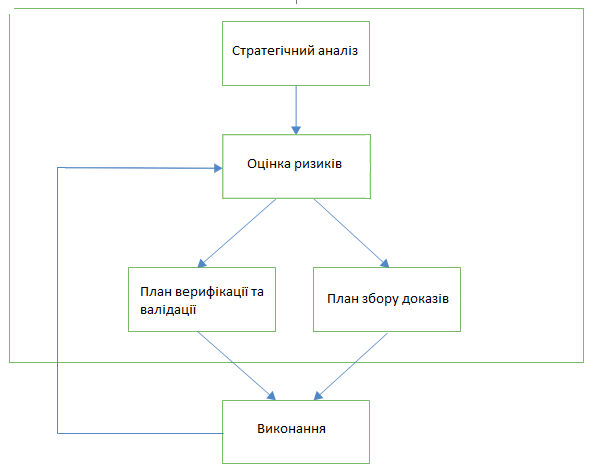 Стратегічний аналіз
Оцінка ризиків
План верифікації та
валідації
План збору доказів
Виконання